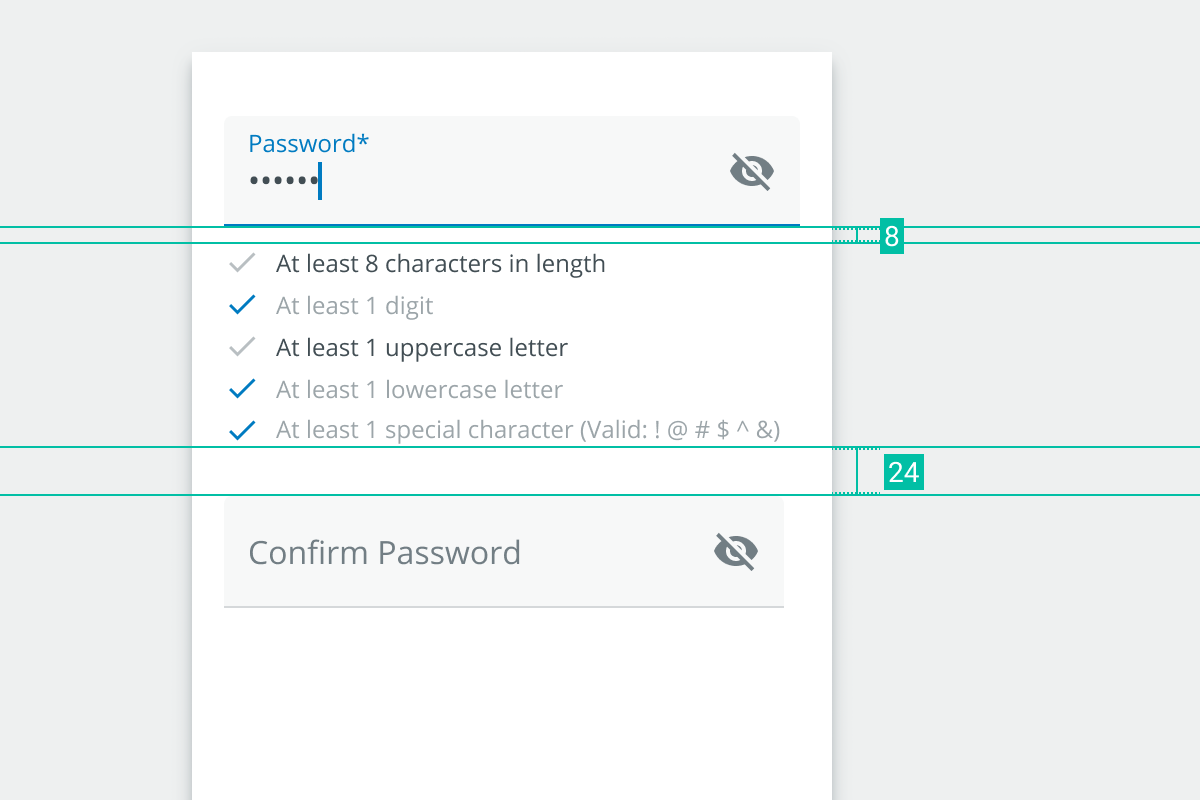 Password*
••••••
8
At least 8 characters in length
At least 1 digit
At least 1 uppercase letter
At least 1 lowercase letter
At least 1 special character (Valid: ! @ # $ ^ &)
24
Confirm Password